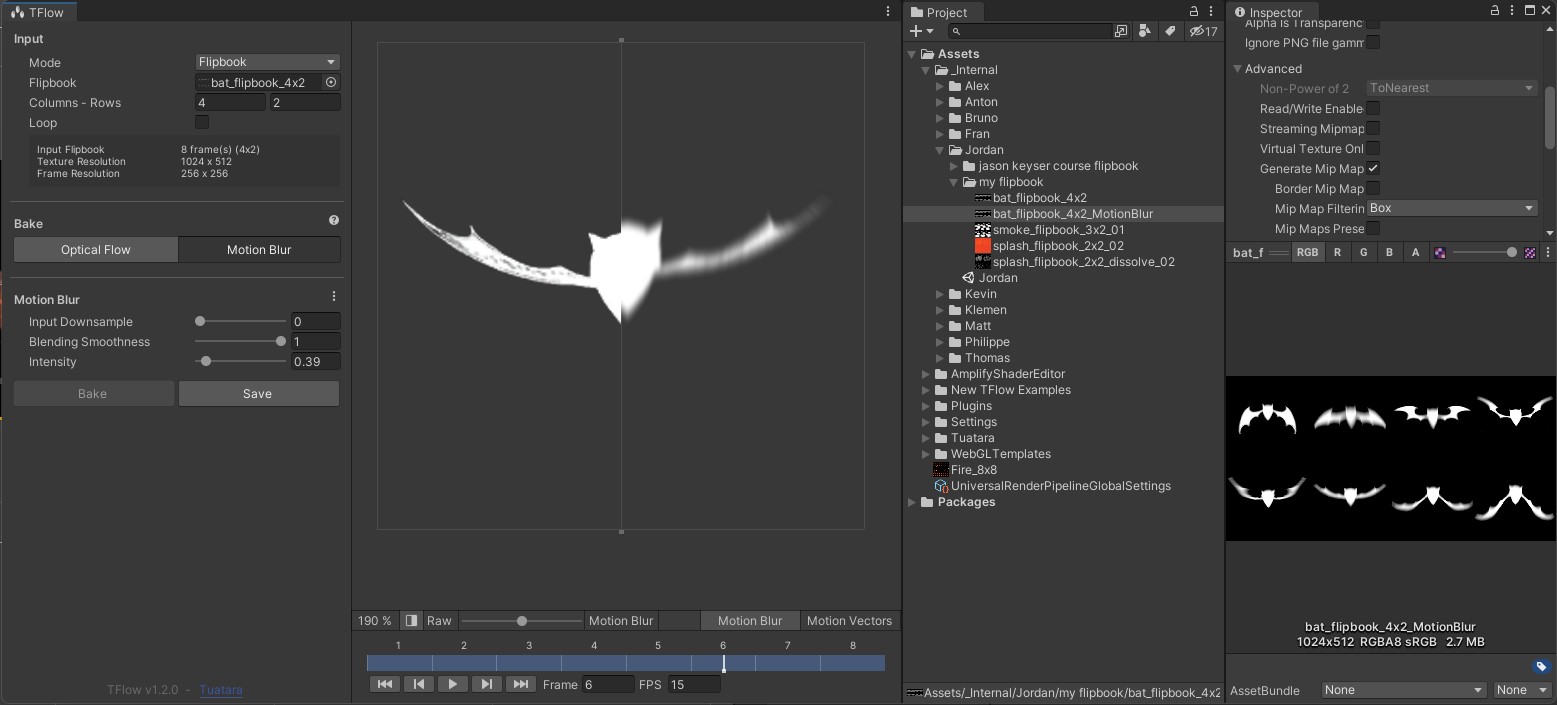 TFlow
Input
Mode Flipbook
Flipbook bat_flipbook_4x2
Columns - Rows 4 2
Loop
Input Flipbook 8 frame(s) (4x2)
Texture Resolution 1024 x 512
Frame Resolution 256 x 256
Bake
Optical Flow Motion Blur
Motion Blur
Input Downsample 0
Blending Smoothness 1
Intensity 0.39
Bake Save
TFlow v1.2.0 - Tuatara
190 % Raw Motion Blur Motion Blur Motion Vectors
1 2 3 4 5 6 7 8
Frame 6 FPS 15
Project
17
Assets
_Internal
Alex
Anton
Bruno
Fran
Jordan
jason keyser course flipbook
my flipbook
bat_flipbook_4x2
bat_flipbook_4x2_MotionBlur
smoke_flipbook_3x2_01
splash_flipbook_2x2_02
splash_flipbook_2x2_dissolve_02
Jordan
Kevin
Klemen
Matt
Philippe
Thomas
AmplifyShaderEditor
New TFlow Examples
Plugins
Settings
Tuatara
WebGLTemplates
Fire_8x8
UniversalRenderPipelineGlobalSettings
Packages
Assets/_Internal/Jordan/my flipbook/bat_flipbook_4x2
Inspector
Alpha Is Transparenc
Ignore PNG file gamm
Advanced
Non-Power of 2 ToNearest
Read/Write Enable
Streaming Mipmap
Virtual Texture Onl
Generate Mip Map
Border Mip Map
Mip Map Filterin Box
Mip Maps Prese
bat_f RGB R G B A
bat_flipbook_4x2_MotionBlur
1024x512 RGBA8 sRGB 2.7 MB
AssetBundle None None